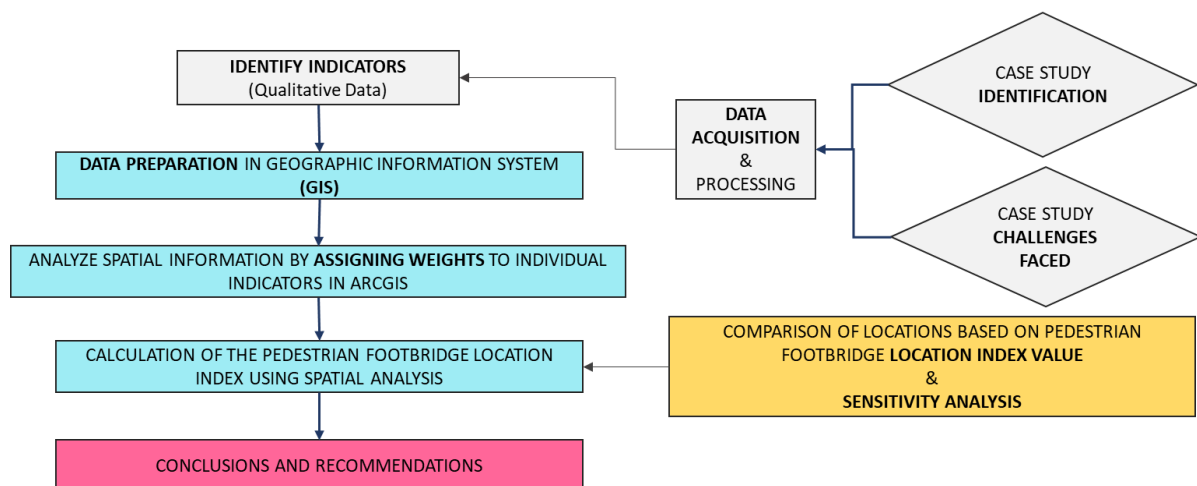 IDENTIFY INDICATORS
(Qualitative Data)
DATA PREPARATION IN GEOGRAPHIC INFORMATION SYSTEM
(GIS)
ANALYZE SPATIAL INFORMATION BY ASSIGNING WEIGHTS TO INDIVIDUAL
INDICATORS IN ARCGIS
CALCULATION OF THE PEDESTRIAN FOOTBRIDGE LOCATION
INDEX USING SPATIAL ANALYSIS
CONCLUSIONS AND RECOMMENDATIONS
DATA
ACQUISITION
&
PROCESSING
CASE STUDY
IDENTIFICATION
CASE STUDY
CHALLENGES
FACED
COMPARISON OF LOCATIONS BASED ON PEDESTRIAN
FOOTBRIDGE LOCATION INDEX VALUE
&
SENSITIVITY ANALYSIS